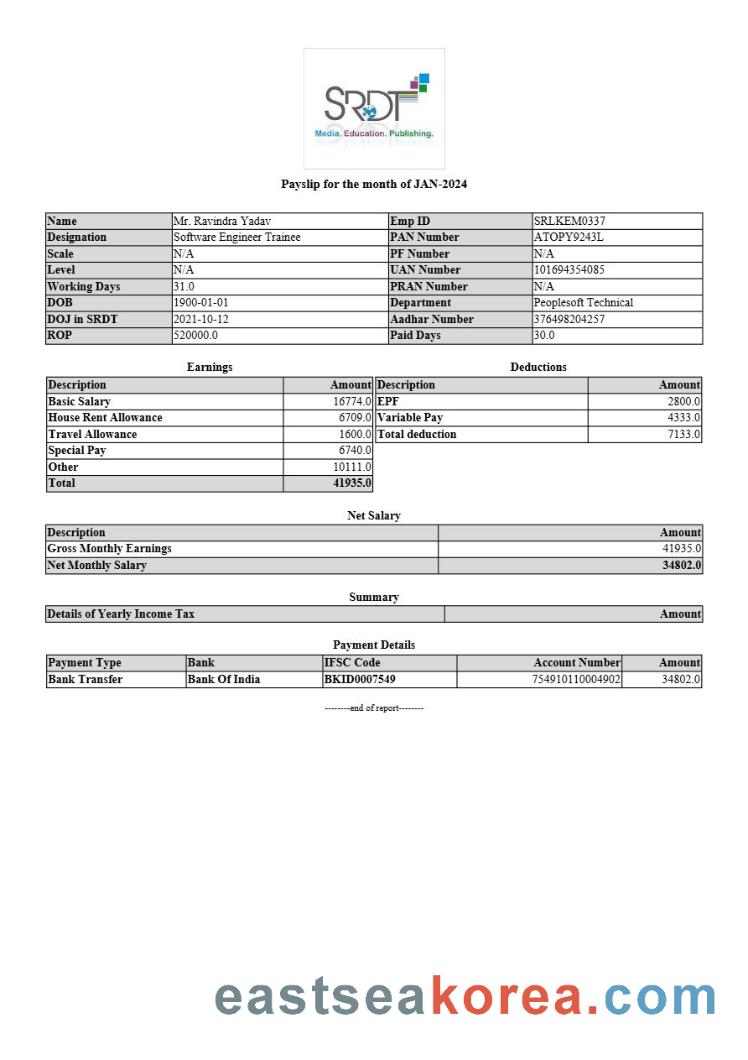 SRDT
Media. Education. Publishing.
Payslip for the month of JAN-2024
Name Mr. Ravindra Yadav Emp ID SRLKEM0337
Designation Software Engineer Trainee PAN Number ATOPY9243L
Scale N/A PF Number N/A
Level N/A UAN Number 101694354085
Working Days 31.0 PRAN Number N/A
DOB 1900-01-01 Department Peoplesoft Technical
DOJ in SRDT 2021-10-12 Aadhar Number 376498204257
ROP 520000.0 Paid Days 30.0
Earnings Deductions
Description Amount Description Amount
Basic Salary 16774.0 EPF 2800.0
House Rent Allowance 6709.0 Variable Pay 4333.0
Travel Allowance 1600.0 Total deduction 7133.0
Special Pay 6740.0
Other 10111.0
Total 41935.0
Net Salary
Description Amount
Gross Monthly Earnings 41935.0
Net Monthly Salary 34802.0
Summary
Details of Yearly Income Tax Amount
Payment Details
Payment Type Bank IFSC Code Account Number Amount
Bank Transfer Bank Of India BKID0007549 754910110004902 34802.0
--------end of report--------
eastseakorea.com